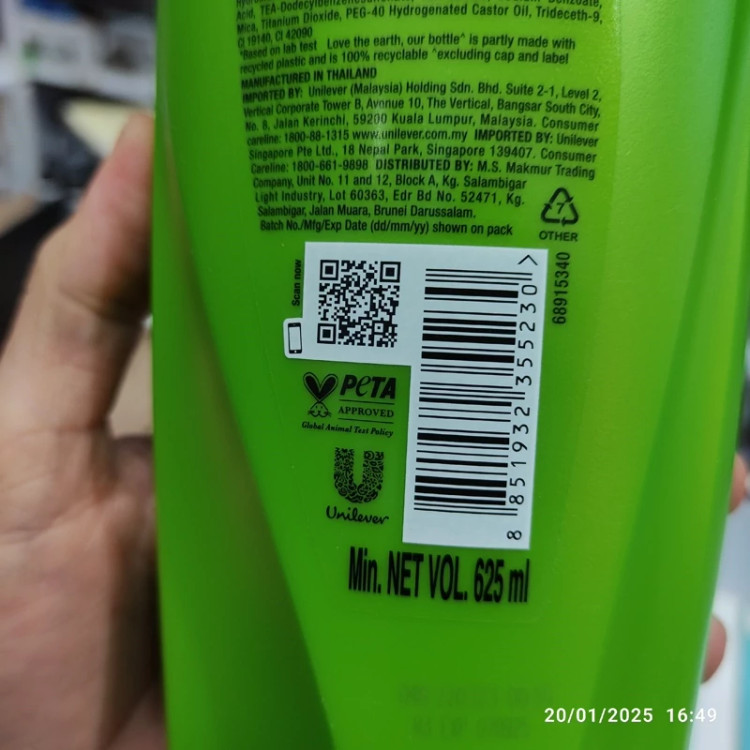 Acid, TEA-Dodecylbenzenesulfonate, Benzoate,
Mica, Titanium Dioxide, PEG-40 Hydrogenated Castor Oil, Trideceth-9,
CI 19140, CI 42090
*Based on lab test Love the earth, our bottle^ is partly made with
recycled plastic and is 100% recyclable ^excluding cap and label
MANUFACTURED IN THAILAND
IMPORTED BY: Unilever (Malaysia) Holding Sdn. Bhd. Suite 2-1, Level 2,
Vertical Corporate Tower B, Avonue 10, The Vertical, Bangsar South City,
No. 8, Jalan Kerinchi, 59200 Kuala Lumpur, Malaysia. Consumer
careline: 1800-88-1315 www.unilever.com.my IMPORTED BY: Unilever
Singapore Pte Ltd., 18 Nepal Park, Singapore 139407. Consumer
Careline: 1800-661-9898 DISTRIBUTED BY: M.S. Makmur Trading
Company, Unit No. 11 and 12, Block A, Kg. Salambigar
Light Industry, Lot 60363, Edr Bd No. 52471, Kg.
Salambigar, Jalan Muara, Brunei Darussalam.
Batch No./Mfg/Exp Date (dd/mm/yy) shown on pack
7
OTHER
Scan now
8 851932 355230 >
68915340
PETA
APPROVED
Global Animal Test Policy
Unilever
Min. NET VOL. 625 ml
20/01/2025 16:49